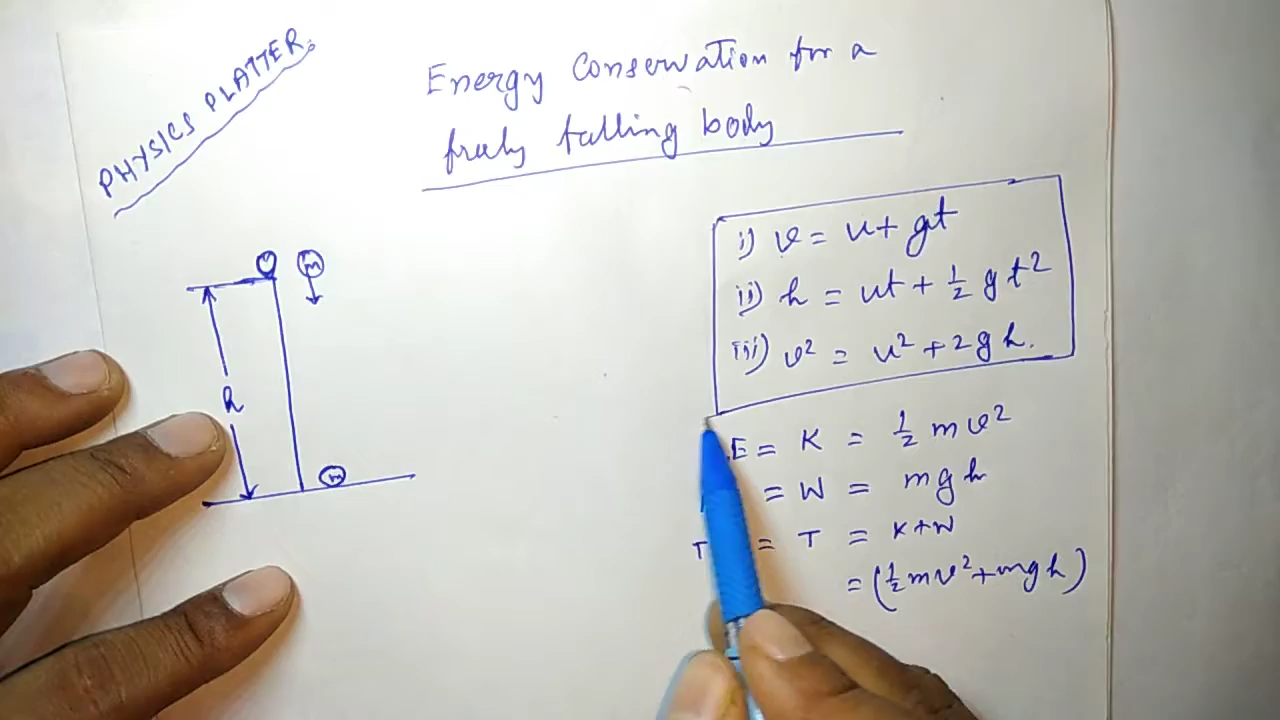 PHYSICS PLATTER.
Energy Conservation for a
freely falling body
i) v = u + gt
ii) h = ut + 1/2 gt²
iii) v² = u² + 2gh.
m
h
m
E = K = 1/2 mv²
= W = mgh
T = T = K+W
= (1/2 mv² + mgh)